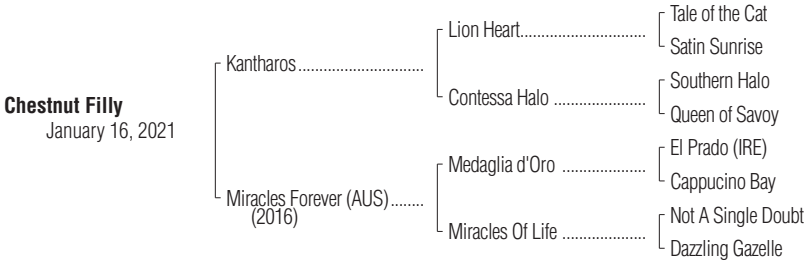 Chestnut Filly
January 16, 2021
Kantharos..............................
Miracles Forever (AUS)........
(2016)
Lion Heart..............................
Contessa Halo ......................
Medaglia d'Oro ....................
Miracles Of Life ....................
Tale of the Cat
Satin Sunrise
Southern Halo
Queen of Savoy
El Prado (IRE)
Cappucino Bay
Not A Single Doubt
Dazzling Gazelle